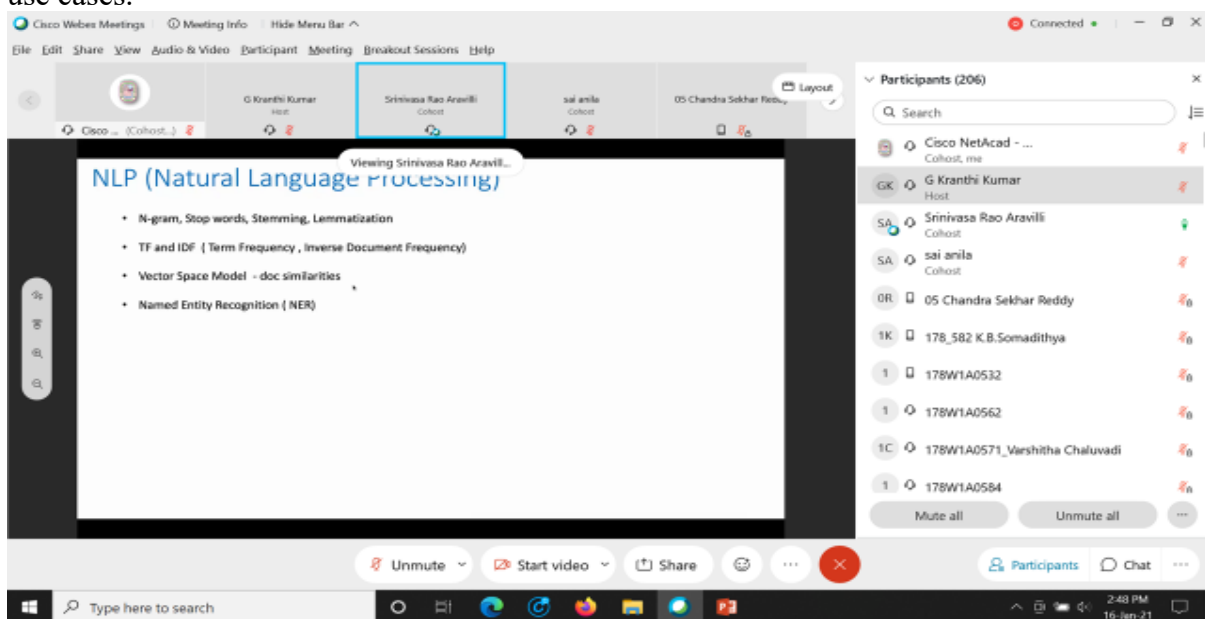 use cases.
Cisco Webex Meetings Meeting Info Hide Menu Bar Connected
File Edit Share View Audio & Video Participant Meeting Breakout Sessions Help
G Kranthi Kumar
Host
Srinivasa Rao Aravilli
Cohost
sai anila
Cohost
05 Chandra Sekhar Reddy
Layout
Cisco ... (Cohost...)
Viewing Srinivasa Rao Aravill...
NLP (Natural Language Processing)
• N-gram, Stop words, Stemming, Lemmatization
• TF and IDF ( Term Frequency , Inverse Document Frequency)
• Vector Space Model - doc similarities
• Named Entity Recognition ( NER)
Participants (206)
Search
Cisco NetAcad - ...
Cohost, me
GK G Kranthi Kumar
Host
SA Srinivasa Rao Aravilli
Cohost
SA sai anila
Cohost
0R 05 Chandra Sekhar Reddy
1K 178_582 K.B.Somadithya
1 178W1A0532
1 178W1A0562
1C 178W1A0571_Varshitha Chaluvadi
1 178W1A0584
Mute all Unmute all
Unmute Start video Share Participants Chat
Type here to search
2:48 PM
16-Jan-21